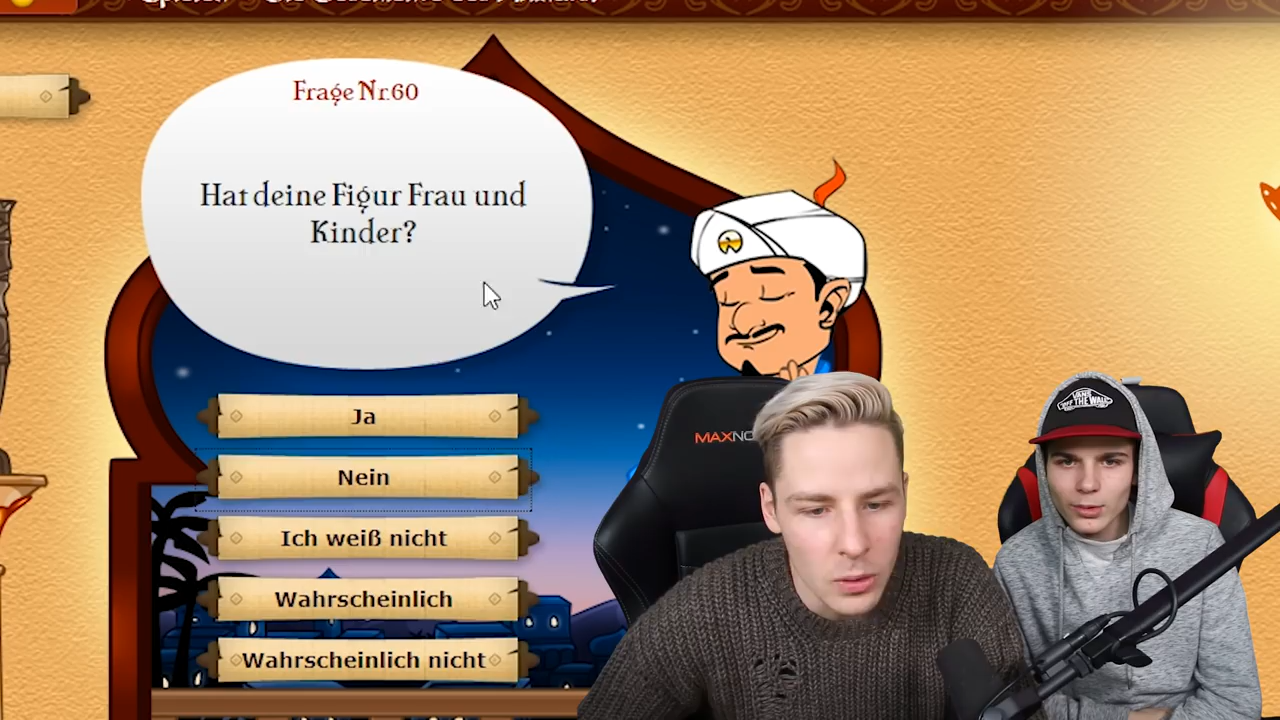 Frage Nr.60
Hat deine Figur Frau und
Kinder?
Ja
Nein
Ich weiß nicht
Wahrscheinlich
Wahrscheinlich nicht
MAXNO
VANS
"OFF THE WALL"